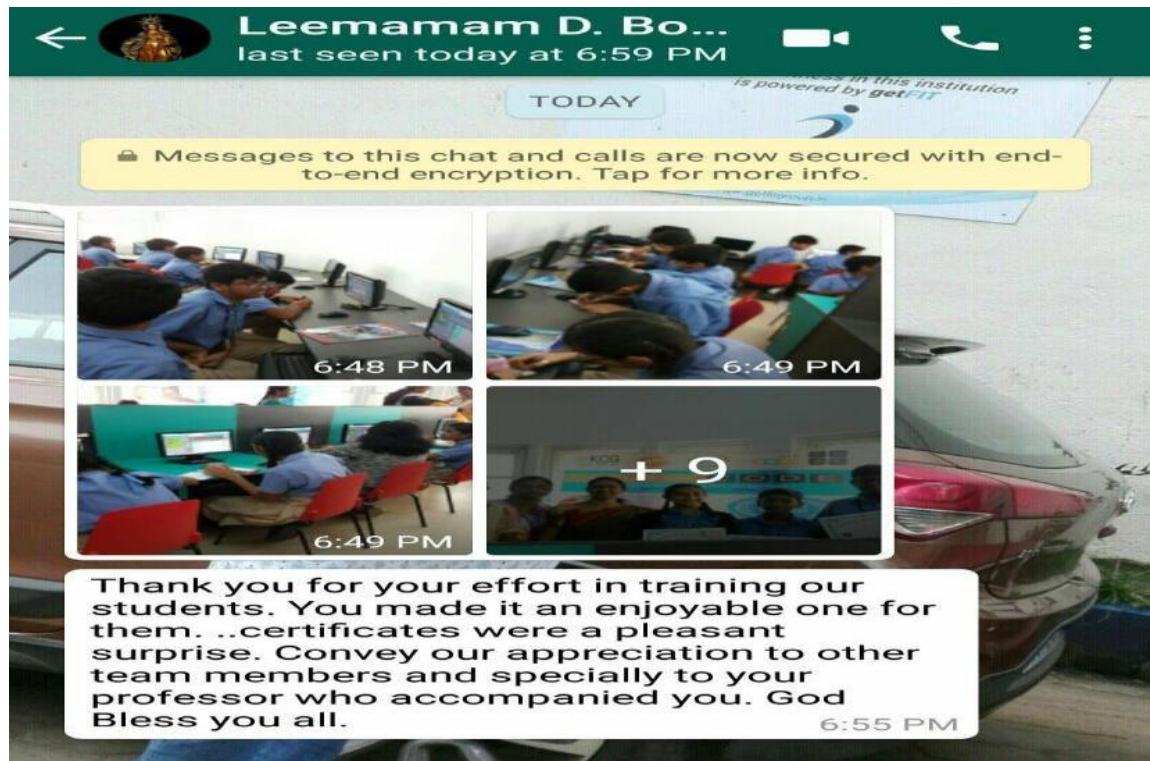 Leemamam D. Bo...
last seen today at 6:59 PM
in this institution
is powered by getFIT
TODAY
Messages to this chat and calls are now secured with end-
to-end encryption. Tap for more info.
6:48 PM
6:49 PM
6:49 PM
KCG
+ 9
Thank you for your effort in training our
students. You made it an enjoyable one for
them. ..certificates were a pleasant
surprise. Convey our appreciation to other
team members and specially to your
professor who accompanied you. God
Bless you all.
6:55 PM